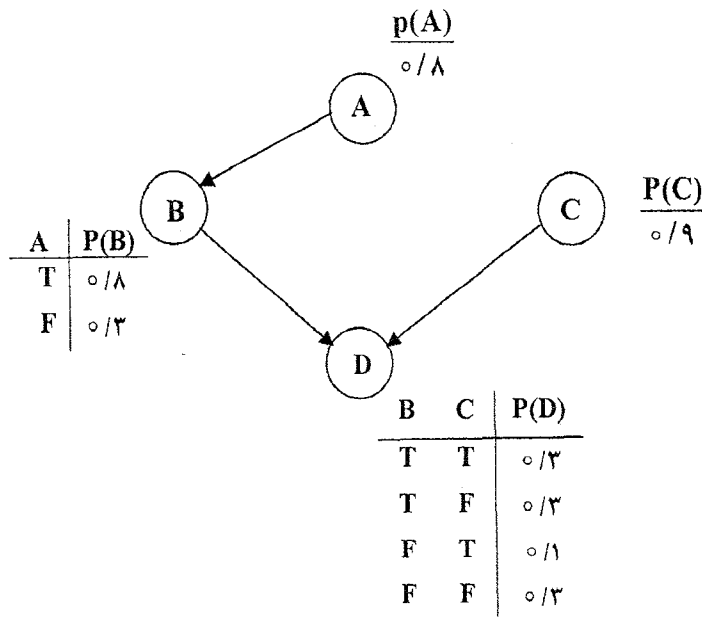 p(A)
۰/۸
A
B
C
P(C)
۰/۹
A P(B)
T ۰/۸
F ۰/۳
D
B C P(D)
T T ۰/۳
T F ۰/۳
F T ۰/۱
F F ۰/۳